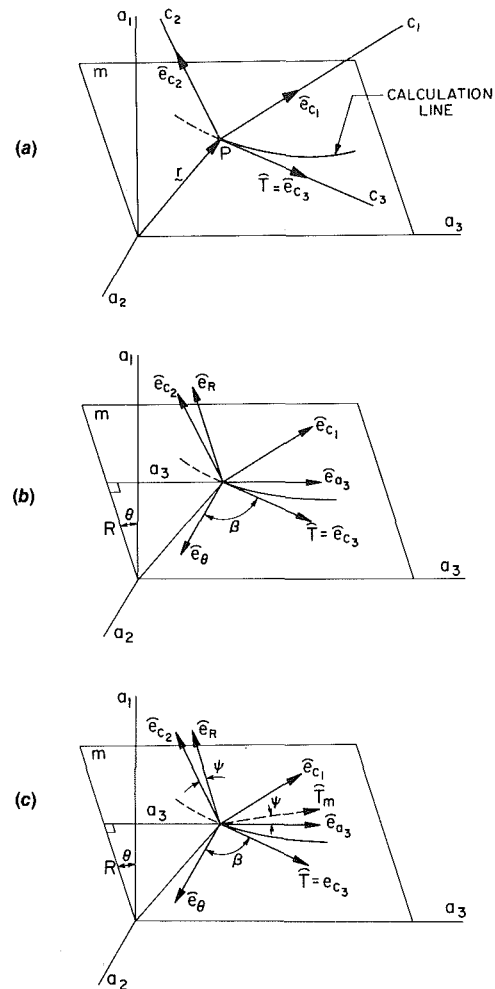 (a)
a₁
c₂
c₁
m
ê_c₂
ê_c₁
CALCULATION
LINE
P
r
T̂ = ê_c₃
c₃
a₃
a₂
(b)
a₁
m
ê_c₂
ê_R
ê_c₁
a₃
ê_a₃
R
θ
β
T̂ = ê_c₃
ê_θ
a₃
a₂
(c)
a₁
m
ê_c₂
ê_R
ψ
ê_c₁
ψ
T̂_m
a₃
ê_a₃
R
θ
β
T̂ = e_c₃
ê_θ
a₃
a₂